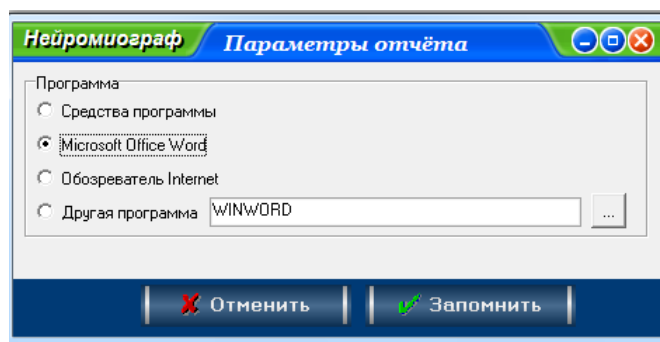 Нейромиограф Параметры отчёта
Программа
Средства программы
Microsoft Office Word
Обозреватель Internet
Другая программа WINWORD ...
Отменить Запомнить